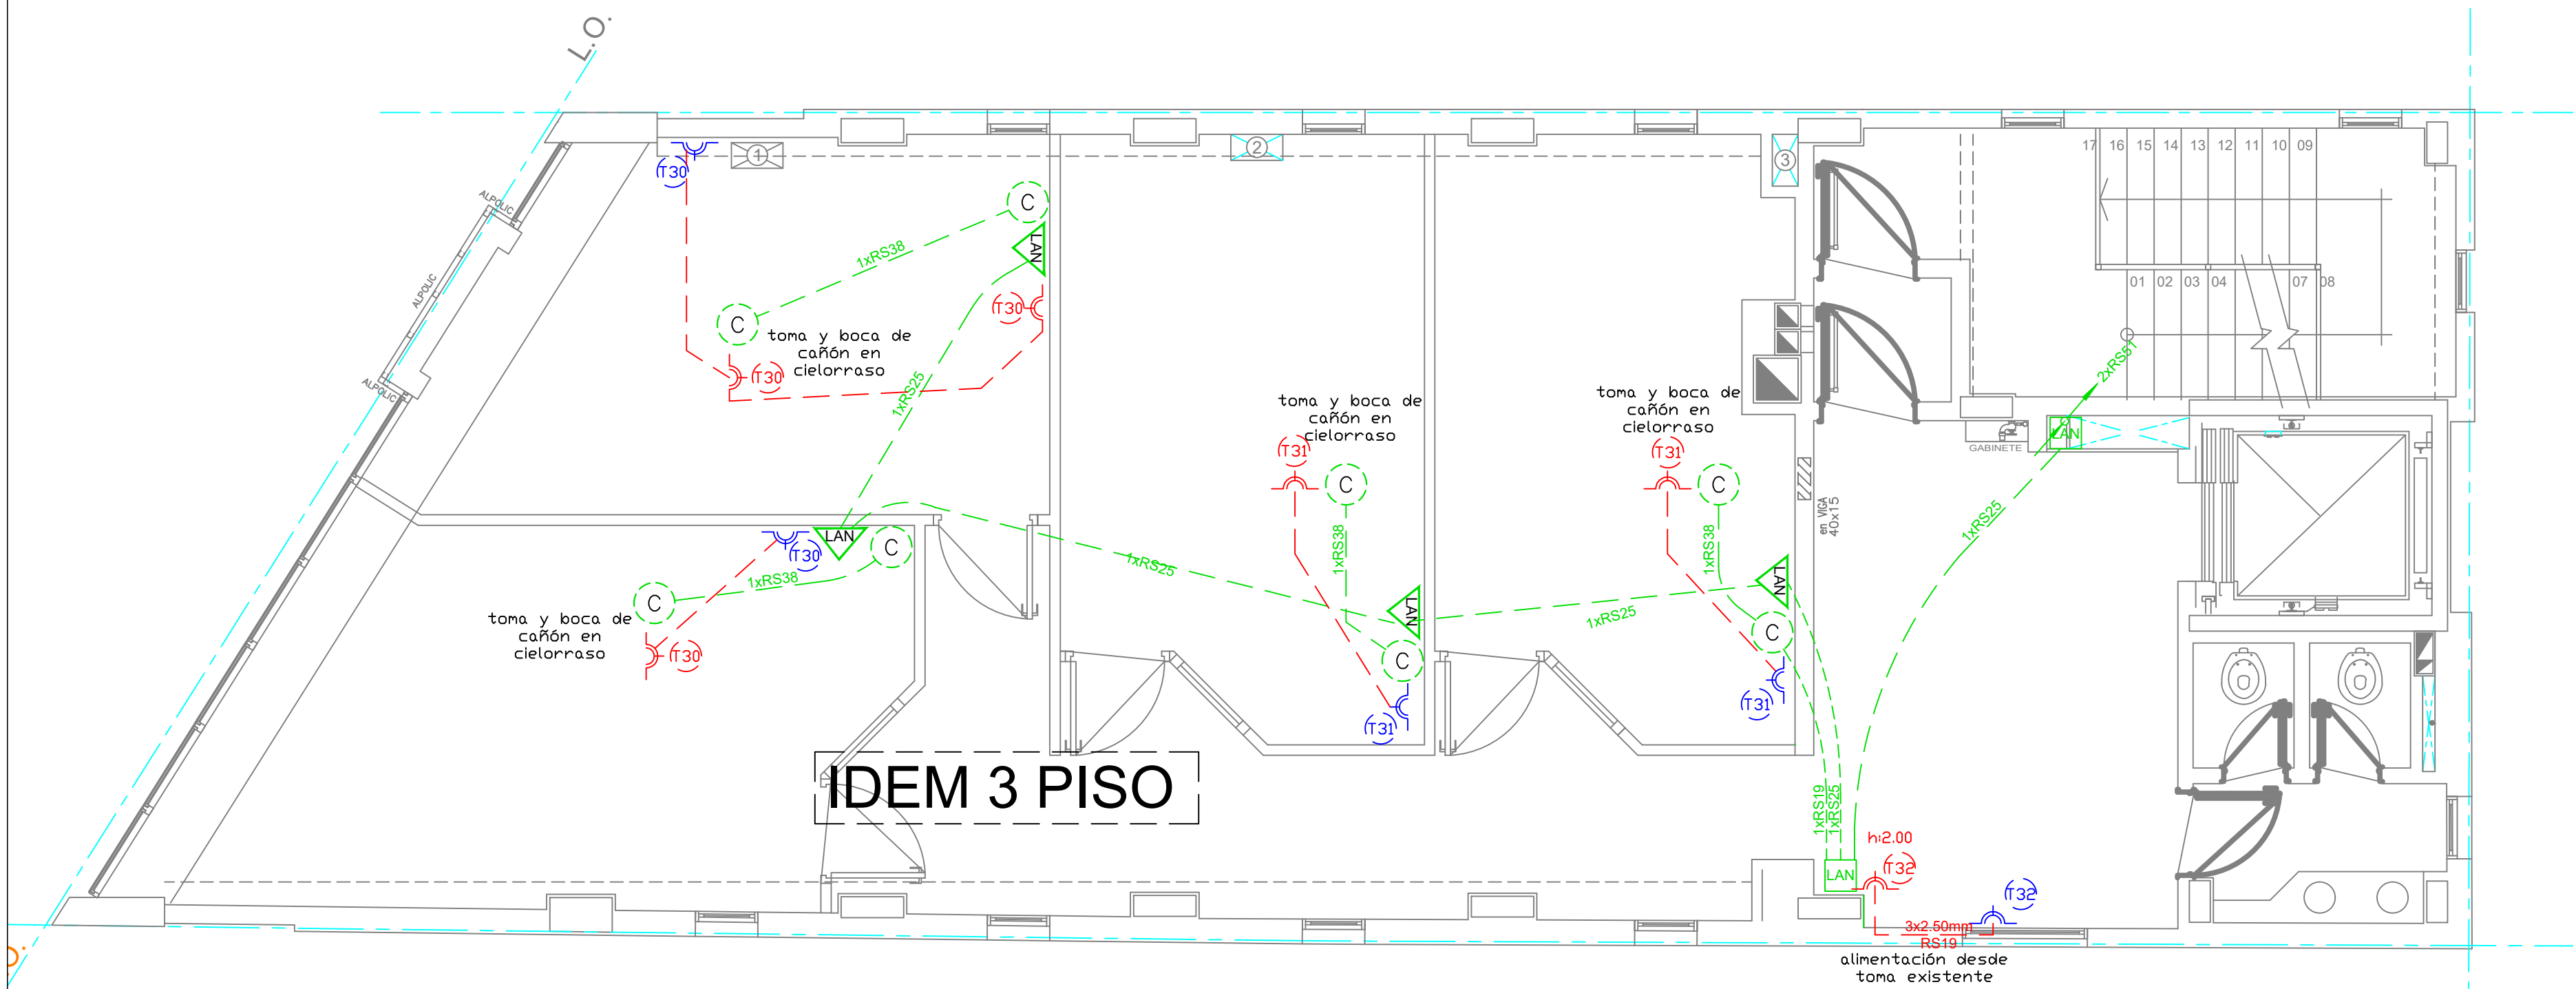 L.O.
17 16 15 14 13 12 11 10 09
1
2
3
T30
C
ALPOLIC
LAN
1xRS38
ALPOLIC
T30
01 02 03 04 07 08
C
toma y boca de
cañón en
cielorraso
T30
1xRS25
ALPOLIC
2xRS51
toma y boca de
cañón en
cielorraso
toma y boca de
cañón en
cielorraso
T31
T31
LAN
GABINETE
C
C
en VIGA
40x15
1xRS25
LAN
C
T30
1xRS38
1xRS25
1xRS38
1xRS38
LAN
C
LAN
1xRS25
C
toma y boca de
cañón en
cielorraso
T30
C
T31
T31
IDEM 3 PISO
1xRS19
1xRS25
h:2.00
LAN
T32
T32
3x2.50mm
RS19
alimentación desde
toma existente
O.